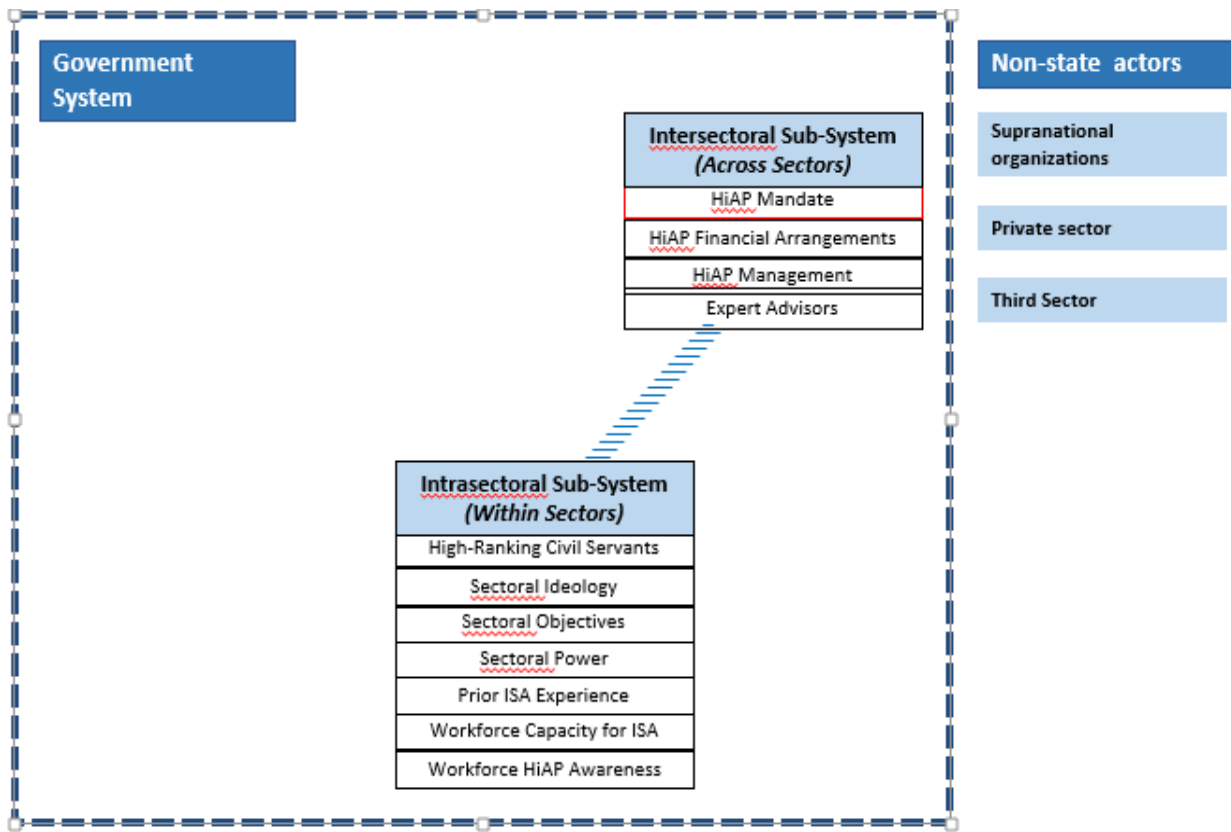 Government
System
Intersectoral Sub-System
(Across Sectors)
HiAP Mandate
HiAP Financial Arrangements
HiAP Management
Expert Advisors
Intrasectoral Sub-System
(Within Sectors)
High-Ranking Civil Servants
Sectoral Ideology
Sectoral Objectives
Sectoral Power
Prior ISA Experience
Workforce Capacity for ISA
Workforce HiAP Awareness
Non-state actors
Supranational
organizations
Private sector
Third Sector